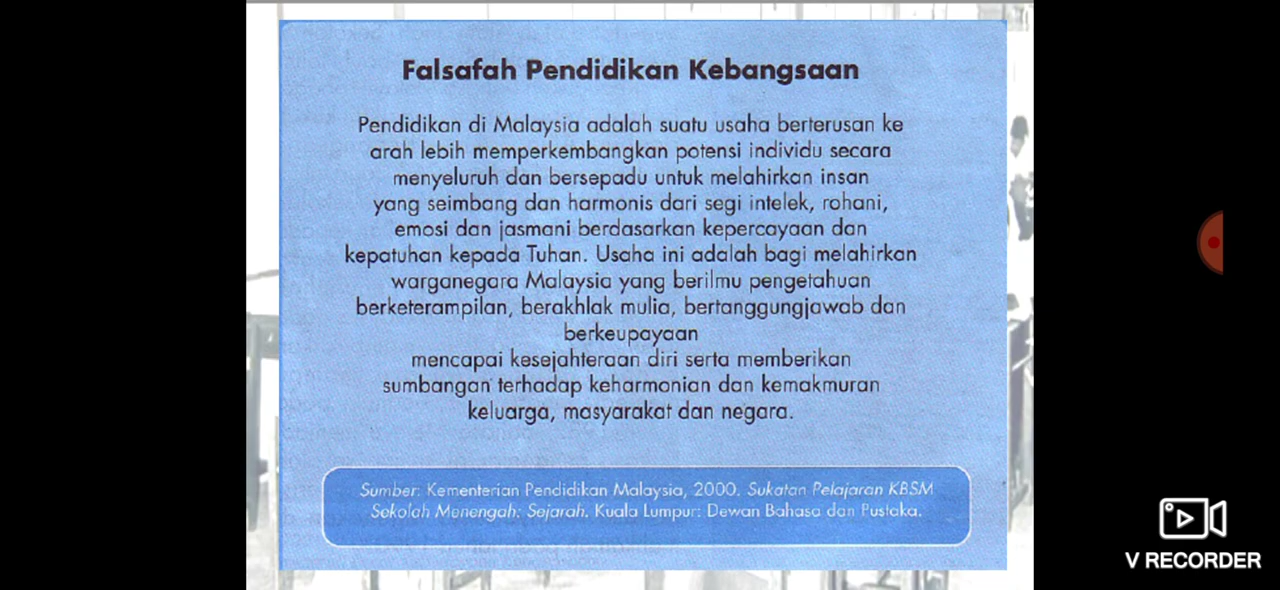 Falsafah Pendidikan Kebangsaan
Pendidikan di Malaysia adalah suatu usaha berterusan ke
arah lebih memperkembangkan potensi individu secara
menyeluruh dan bersepadu untuk melahirkan insan
yang seimbang dan harmonis dari segi intelek, rohani,
emosi dan jasmani berdasarkan kepercayaan dan
kepatuhan kepada Tuhan. Usaha ini adalah bagi melahirkan
warganegara Malaysia yang berilmu pengetahuan
berketerampilan, berakhlak mulia, bertanggungjawab dan
berkeupayaan
mencapai kesejahteraan diri serta memberikan
sumbangan terhadap keharmonian dan kemakmuran
keluarga, masyarakat dan negara.
Sumber: Kementerian Pendidikan Malaysia, 2000. Sukatan Pelajaran KBSM
Sekolah Menengah: Sejarah. Kuala Lumpur: Dewan Bahasa dan Pustaka.
V RECORDER